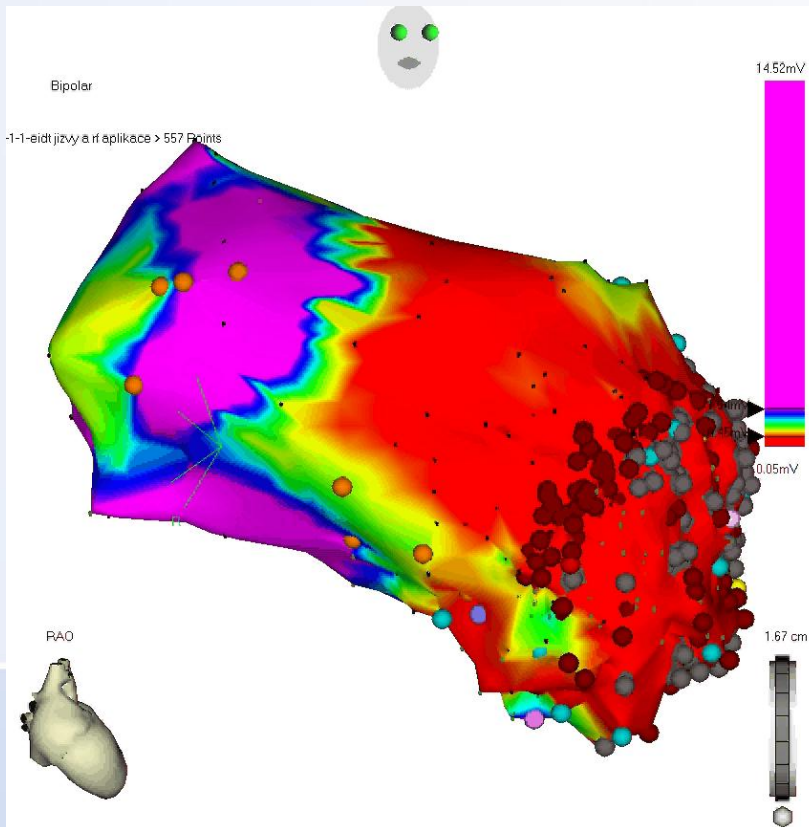 14.52mV
Bipolar
-1-1-eidt jizvy a rf aplikace > 557 Points
0.05mV
RAO
1.67 cm